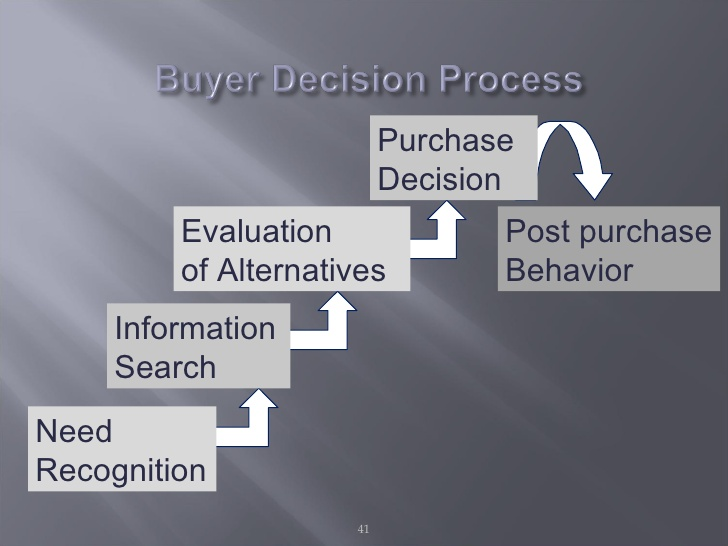 Buyer Decision Process
Purchase
Decision
Evaluation
of Alternatives
Post purchase
Behavior
Information
Search
Need
Recognition
41